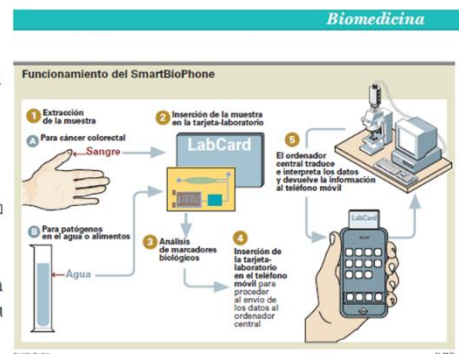 Biomedicina
Funcionamiento del SmartBioPhone
1 Extracción
de la muestra
A Para cáncer colorectal
Sangre
B Para patógenos
en el agua o alimentos
Agua
2 Inserción de la muestra
en la tarjeta-laboratorio
LabCard
3 Análisis
de marcadores
biológicos
4
Inserción de
la tarjeta-
laboratorio
en el teléfono
móvil para
proceder
al envio de
los datos al
ordenador
central
5
El ordenador
central traduce
e interpreta los datos
y devuelve la información
al teléfono móvil
LabCard